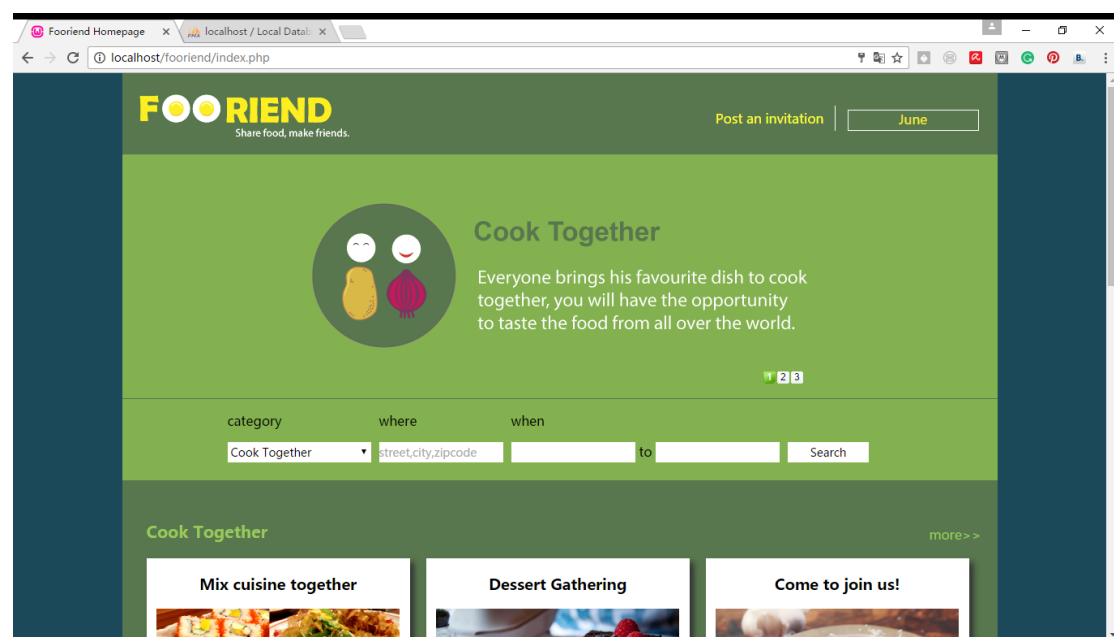 Fooriend Homepage
localhost / Local Datab
localhost/fooriend/index.php
FOORIEND
Share food, make friends.
Post an invitation
June
Cook Together
Everyone brings his favourite dish to cook
together, you will have the opportunity
to taste the food from all over the world.
1 2 3
category where when
Cook Together street,city,zipcode to Search
Cook Together
more>>
Mix cuisine together
Dessert Gathering
Come to join us!